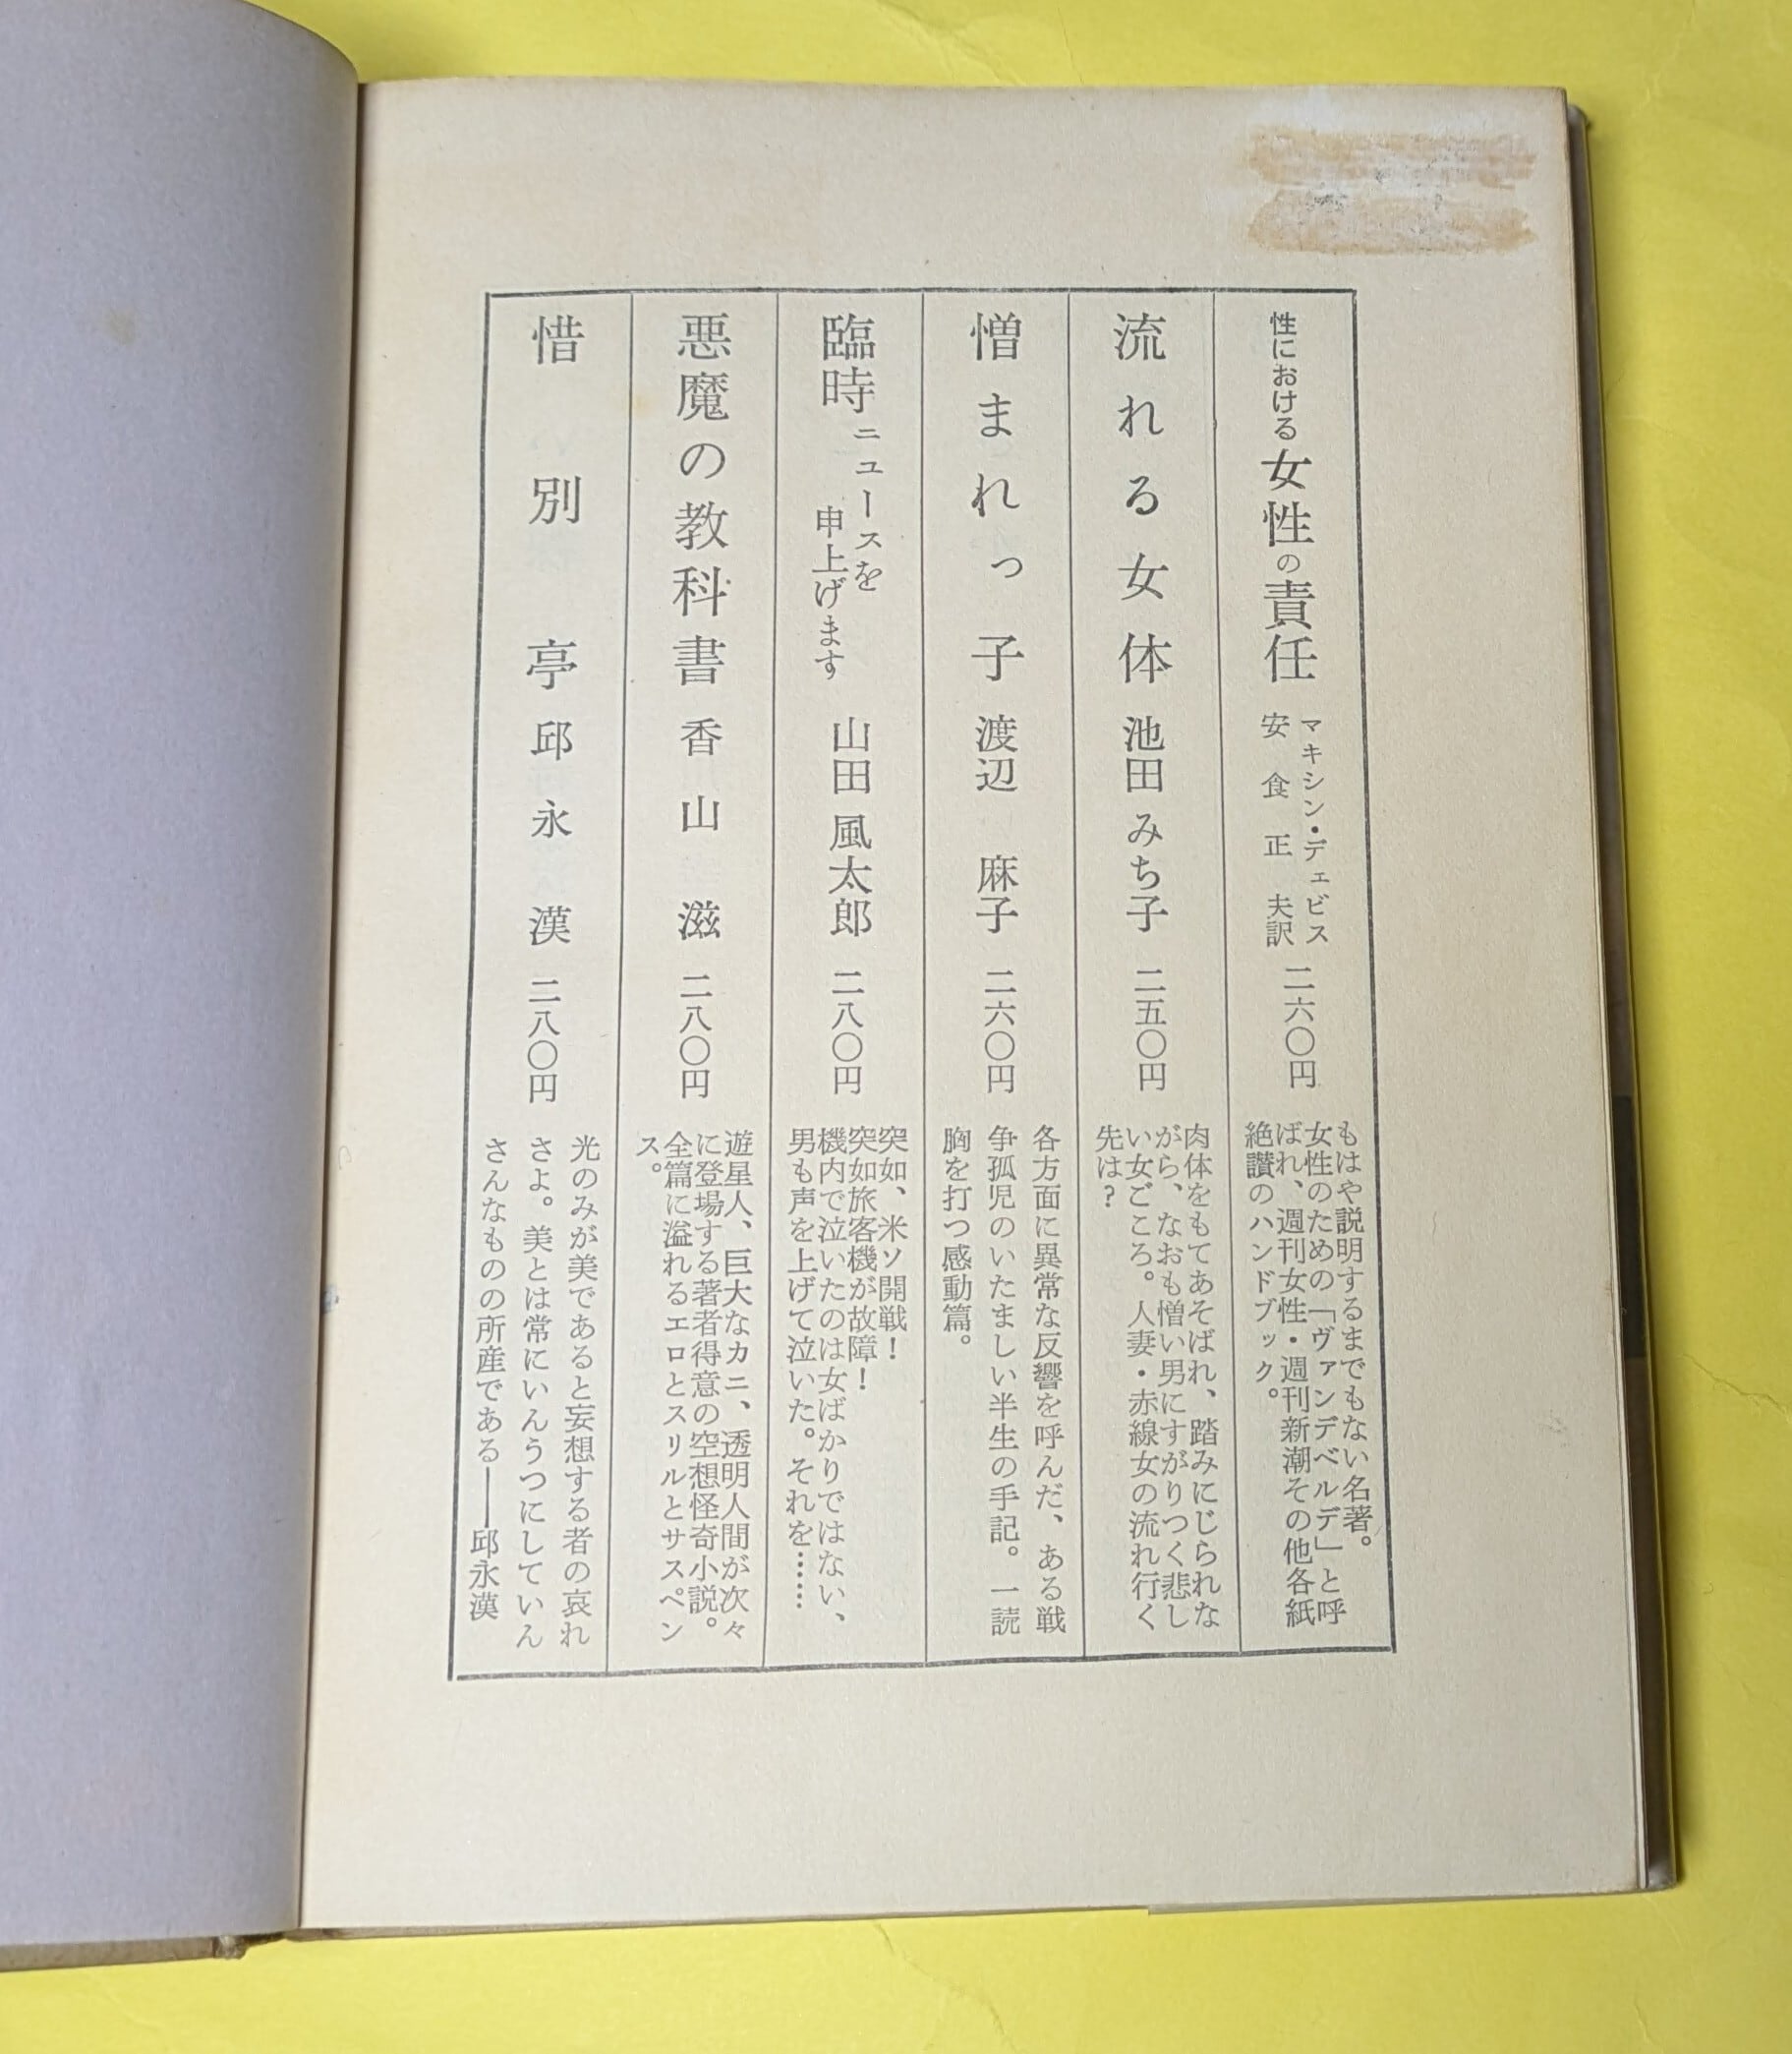 性における女性の責任
マキシン・デェビス
安食正夫訳
二六〇円
もはや説明するまでもない名著。
女性のための「ヴァンデベルデ」と呼
ばれ、週刊女性・週刊新潮その他各紙
絶讃のハンドブック。
流れる女体
池田みち子
二五〇円
肉体をもてあそばれ、踏みにじられな
がら、なおも憎い男にすがりつく悲し
い女ごころ。人妻・赤線女の流れ行く
先は?
憎まれっ子
渡辺麻子
二六〇円
各方面に異常な反響を呼んだ、ある戦
争孤児のいたましい半生の手記。一読
胸を打つ感動篇。
臨時ニュースを
申上げます
山田風太郎
二八〇円
突如、米ソ開戦!
突如旅客機が故障!
機内で泣いたのは女ばかりではない、
男も声を上げて泣いた。それを……
悪魔の教科書
香山滋
二八〇円
遊星人、巨大なカニ、透明人間が次々
に登場する著者得意の空想怪奇小説。
全篇に溢れるエロとスリルとサスペン
ス。
惜別亭
邱永漢
二八〇円
光のみが美であると妄想する者の哀れ
さよ。美とは常にいんうつにしていん
さんなものの所産である――邱永漢